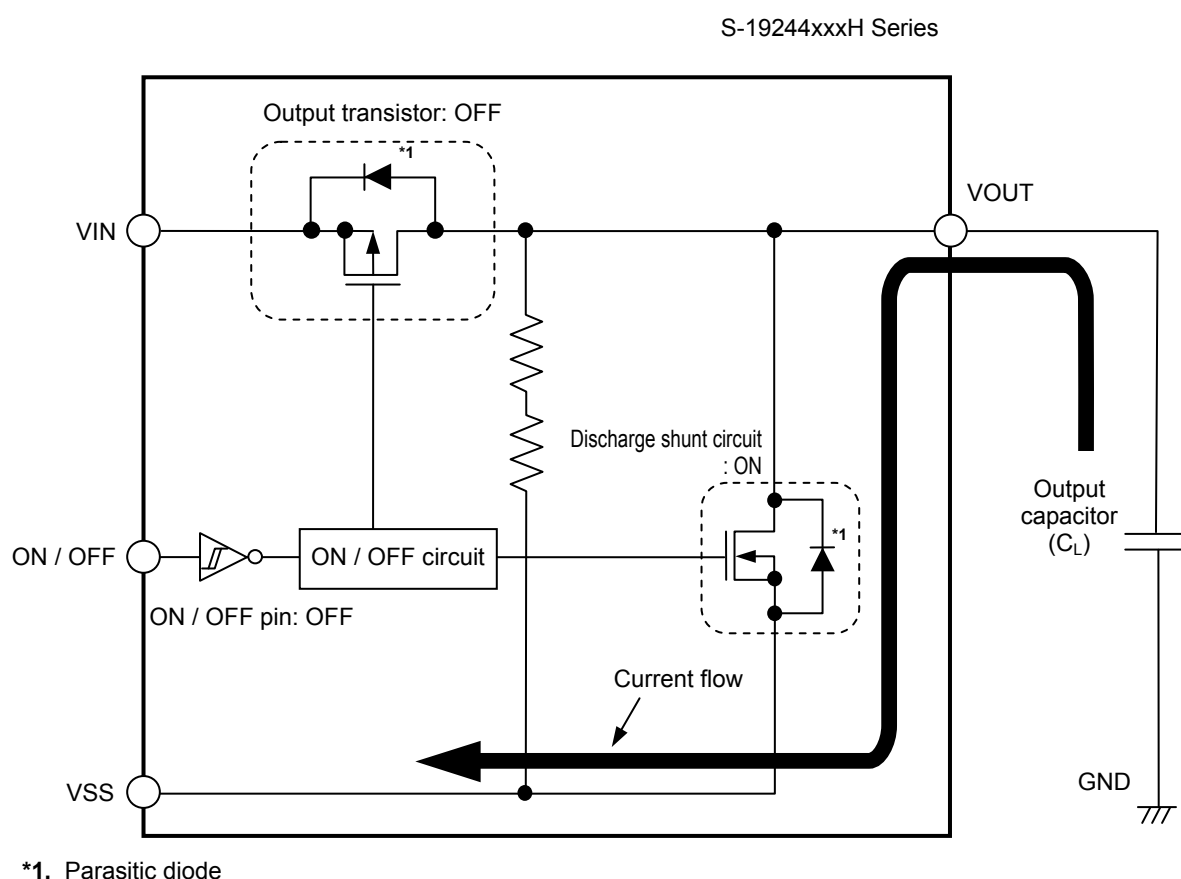 S-19244xxxH Series
Output transistor: OFF
*1
VOUT
VIN
Discharge shunt circuit
: ON
*1
Output
capacitor
(CL)
ON / OFF
ON / OFF circuit
ON / OFF pin: OFF
Current flow
GND
VSS
*1. Parasitic diode